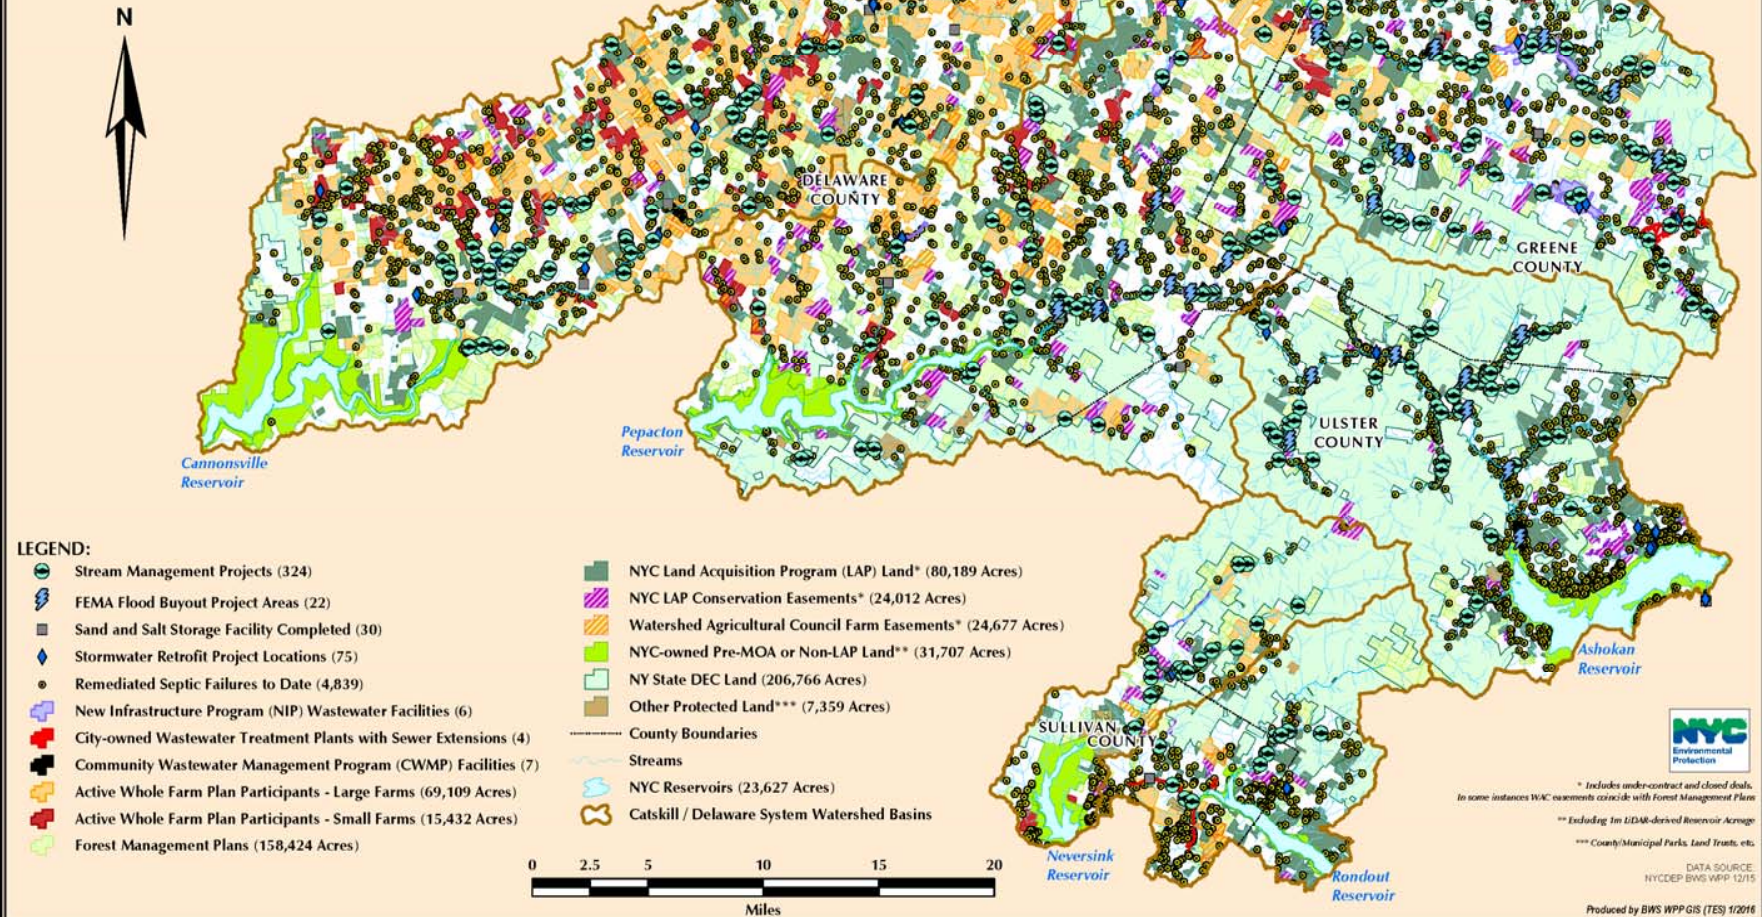 N
DELAWARE
COUNTY
GREENE
COUNTY
ULSTER
COUNTY
Pepacton
Reservoir
Cannonsville
Reservoir
LEGEND:
Stream Management Projects (324)
FEMA Flood Buyout Project Areas (22)
Sand and Salt Storage Facility Completed (30)
Stormwater Retrofit Project Locations (75)
Remediated Septic Failures to Date (4,839)
New Infrastructure Program (NIP) Wastewater Facilities (6)
City-owned Wastewater Treatment Plants with Sewer Extensions (4)
Community Wastewater Management Program (CWMP) Facilities (7)
Active Whole Farm Plan Participants - Large Farms (69,109 Acres)
Active Whole Farm Plan Participants - Small Farms (15,432 Acres)
Forest Management Plans (158,424 Acres)
NYC Land Acquisition Program (LAP) Land* (80,189 Acres)
NYC LAP Conservation Easements* (24,012 Acres)
Watershed Agricultural Council Farm Easements* (24,677 Acres)
NYC-owned Pre-MOA or Non-LAP Land** (31,707 Acres)
NY State DEC Land (206,766 Acres)
Other Protected Land*** (7,359 Acres)
County Boundaries
Streams
NYC Reservoirs (23,627 Acres)
Catskill / Delaware System Watershed Basins
0 2.5 5 10 15 20
Miles
Ashokan
Reservoir
SULLIVAN
COUNTY
Neversink
Reservoir
Rondout
Reservoir
NYC
Environmental
Protection
* Includes under-contract and closed deals.
In some instances WAC easements coincide with Forest Management Plans
** Excluding 1m LiDAR-derived Reservoir Acreage
*** County/Municipal Parks, Land Trusts, etc.
DATA SOURCE:
NYCDEP BWS WPP 12/15
Produced by BWS WPP GIS (TES) 1/2016